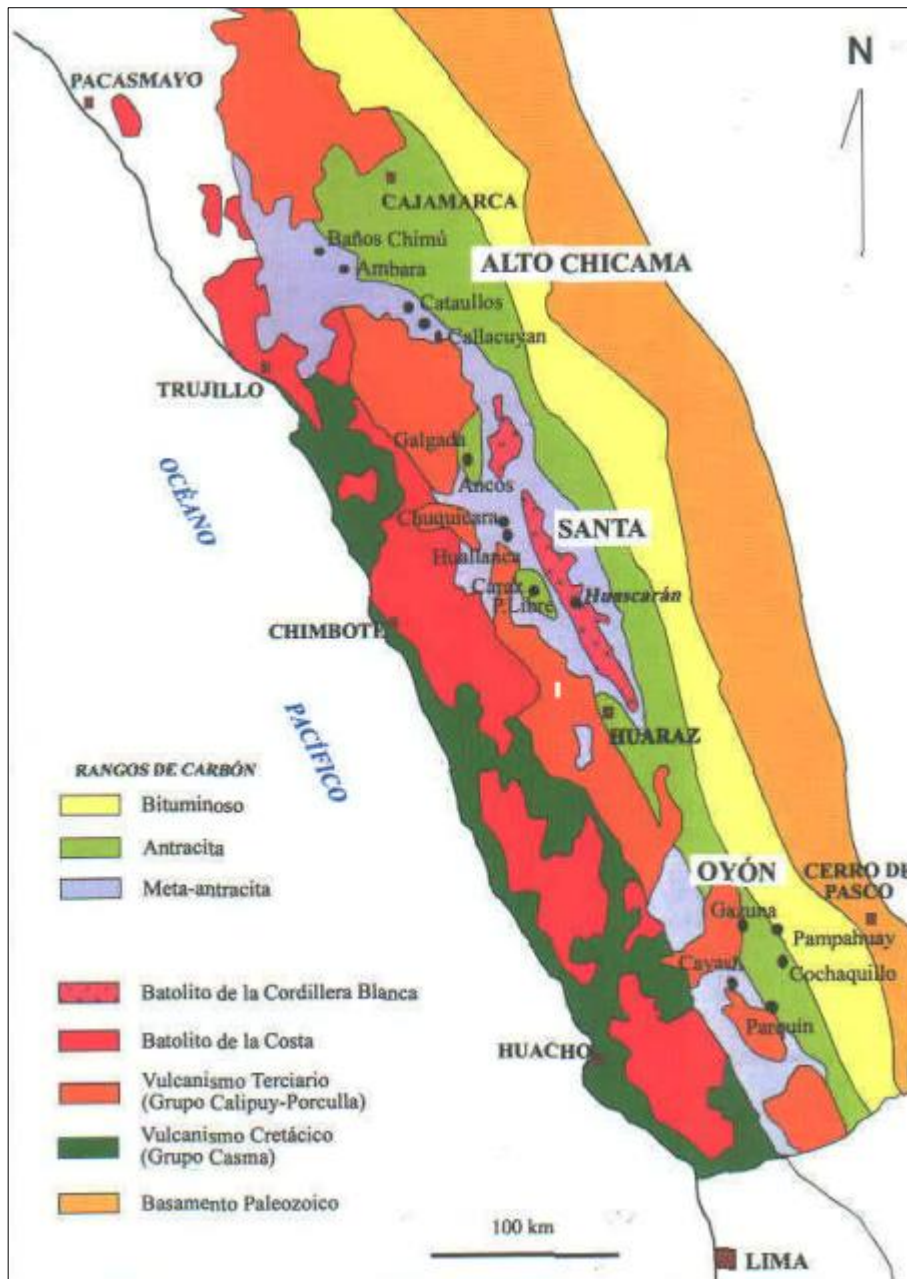 N
PACASMAYO
CAJAMARCA
Baños Chimú
ALTO CHICAMA
Ambara
Cataullos
Callacuyan
TRUJILLO
Galgada
OCÉANO
Ancos
Chuquicara
SANTA
Huallanca
Caraz
Huascarán
P. Libre
CHIMBOTE
PACÍFICO
HUARAZ
RANGOS DE CARBÓN
Bituminoso
Antracita
Meta-antracita
OYÓN
CERRO DE
PASCO
Gazuna
Pampahuay
Cochaquillo
Cayash
Parquin
Batolito de la Cordillera Blanca
Batolito de la Costa
HUACHO
Vulcanismo Terciario
(Grupo Calipuy-Porculla)
Vulcanismo Cretácico
(Grupo Casma)
Basamento Paleozoico
100 km
LIMA